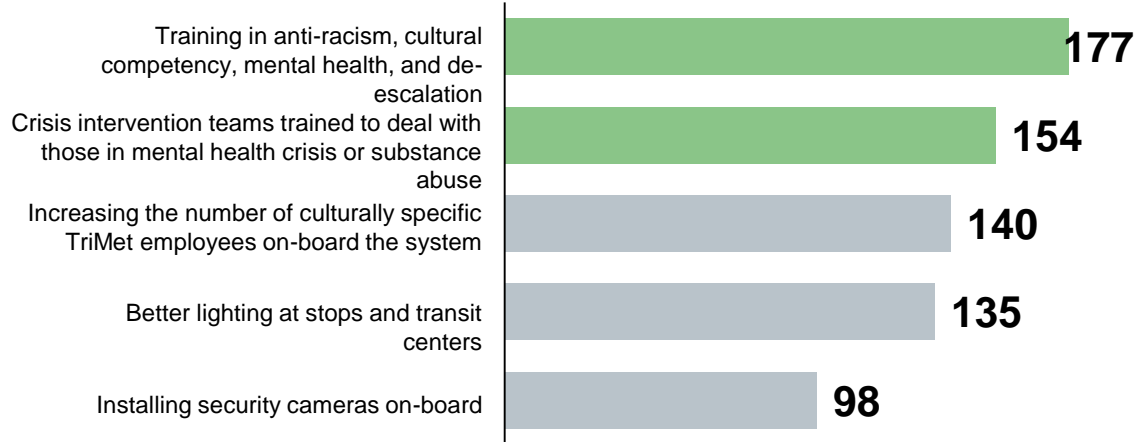 Training in anti-racism, cultural
competency, mental health, and de-
escalation
177
Crisis intervention teams trained to deal with
those in mental health crisis or substance
abuse
154
Increasing the number of culturally specific
TriMet employees on-board the system
140
Better lighting at stops and transit
centers
135
Installing security cameras on-board
98